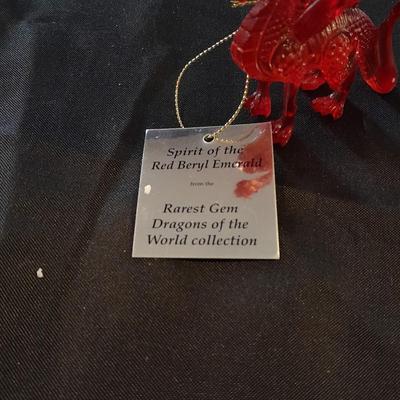 Spirit of the
Red Beryl Emerald
from the
Rarest Gem
Dragons of the
World collection